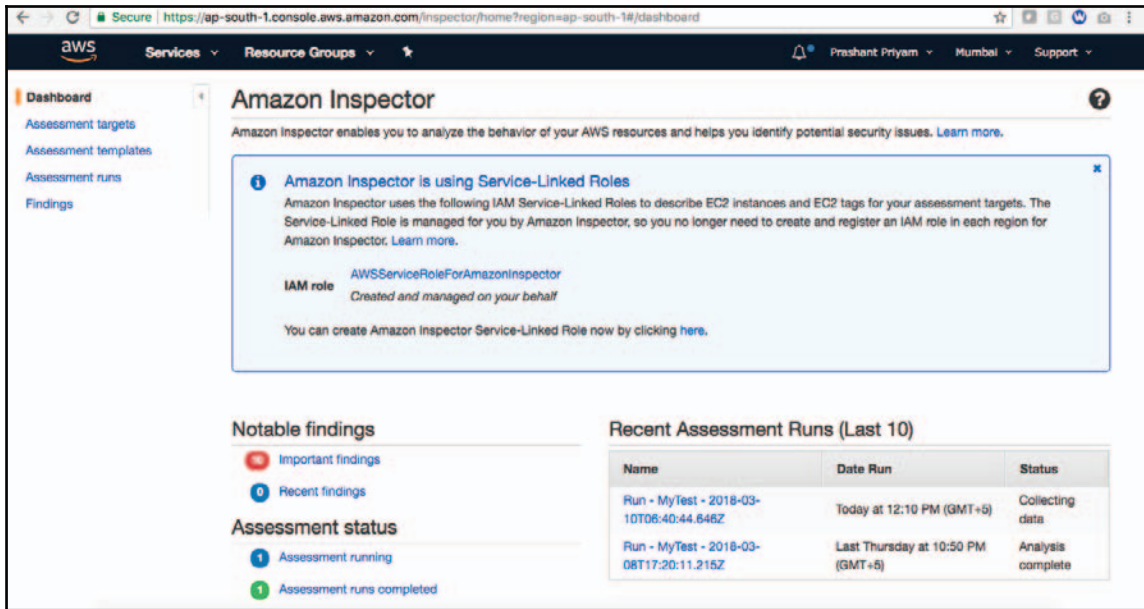 Secure https://ap-south-1.console.aws.amazon.com/inspector/home?region=ap-south-1#/dashboard
aws Services Resource Groups Prashant Priyam Mumbai Support
Dashboard
Assessment targets
Assessment templates
Assessment runs
Findings
Amazon Inspector
Amazon Inspector enables you to analyze the behavior of your AWS resources and helps you identify potential security issues. Learn more.
Amazon Inspector is using Service-Linked Roles
Amazon Inspector uses the following IAM Service-Linked Roles to describe EC2 instances and EC2 tags for your assessment targets. The
Service-Linked Role is managed for you by Amazon Inspector, so you no longer need to create and register an IAM role in each region for
Amazon Inspector. Learn more.
IAM role AWSServiceRoleForAmazonInspector
Created and managed on your behalf
You can create Amazon Inspector Service-Linked Role now by clicking here.
Notable findings
Important findings
0 Recent findings
Assessment status
1 Assessment running
1 Assessment runs completed
Recent Assessment Runs (Last 10)
Name Date Run Status
Run - MyTest - 2018-03-
10T06:40:44.646Z
Today at 12:10 PM (GMT+5)
Collecting
data
Run - MyTest - 2018-03-
08T17:20:11.215Z
Last Thursday at 10:50 PM
(GMT+5)
Analysis
complete